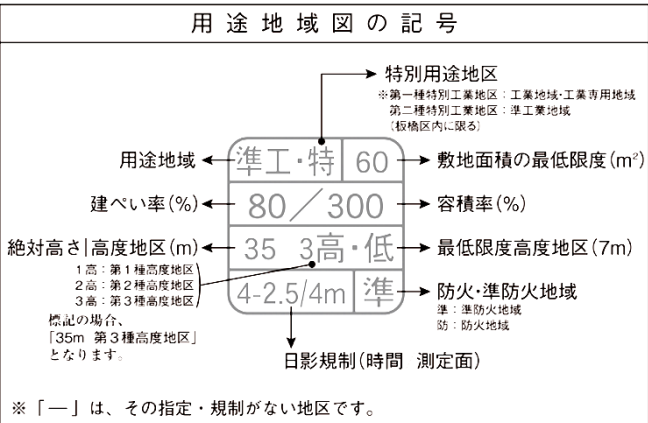 用途地域図の記号
特別用途地区
※第一種特別工業地区：工業地域・工業専用地域
第二種特別工業地区：準工業地域
〔板橋区内に限る〕
用途地域
準工・特
60
敷地面積の最低限度(m²)
建ぺい率(%)
80／300
容積率(%)
絶対高さ|高度地区(m)
35 3高・低
最低限度高度地区(7m)
1高：第1種高度地区
2高：第2種高度地区
3高：第3種高度地区
標記の場合、
「35m 第3種高度地区」
となります。
4-2.5/4m
準
防火・準防火地域
準：準防火地域
防：防火地域
日影規制(時間 測定面)
※「―」は、その指定・規制がない地区です。